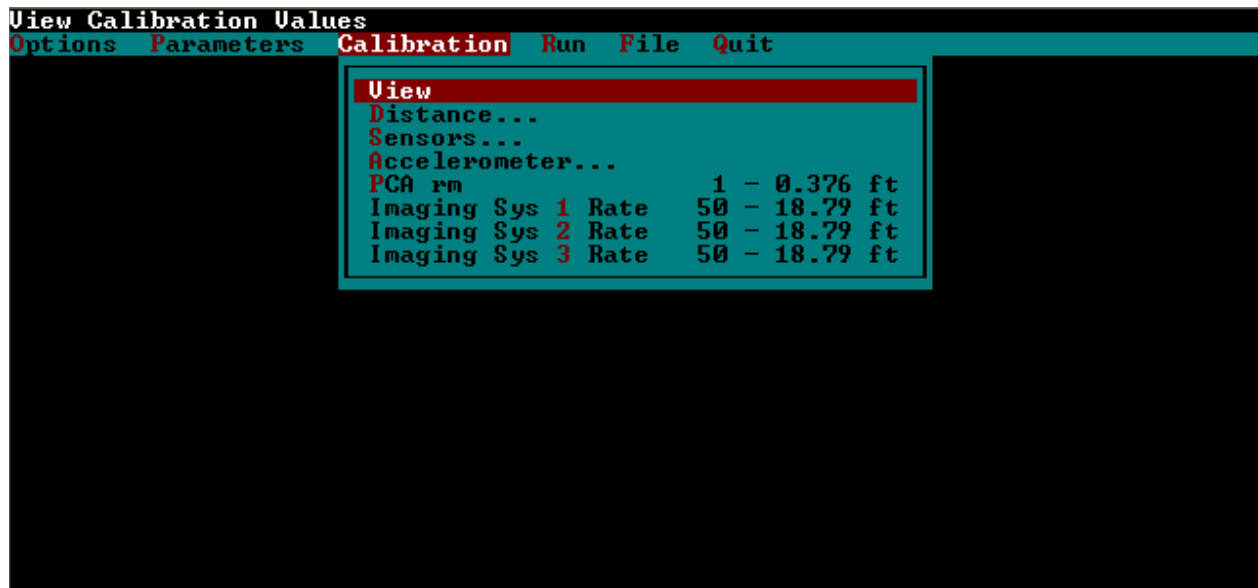 View Calibration Values
Options Parameters Calibration Run File Quit
View
Distance...
Sensors...
Accelerometer...
PCA rm 1 - 0.376 ft
Imaging Sys 1 Rate 50 - 18.79 ft
Imaging Sys 2 Rate 50 - 18.79 ft
Imaging Sys 3 Rate 50 - 18.79 ft